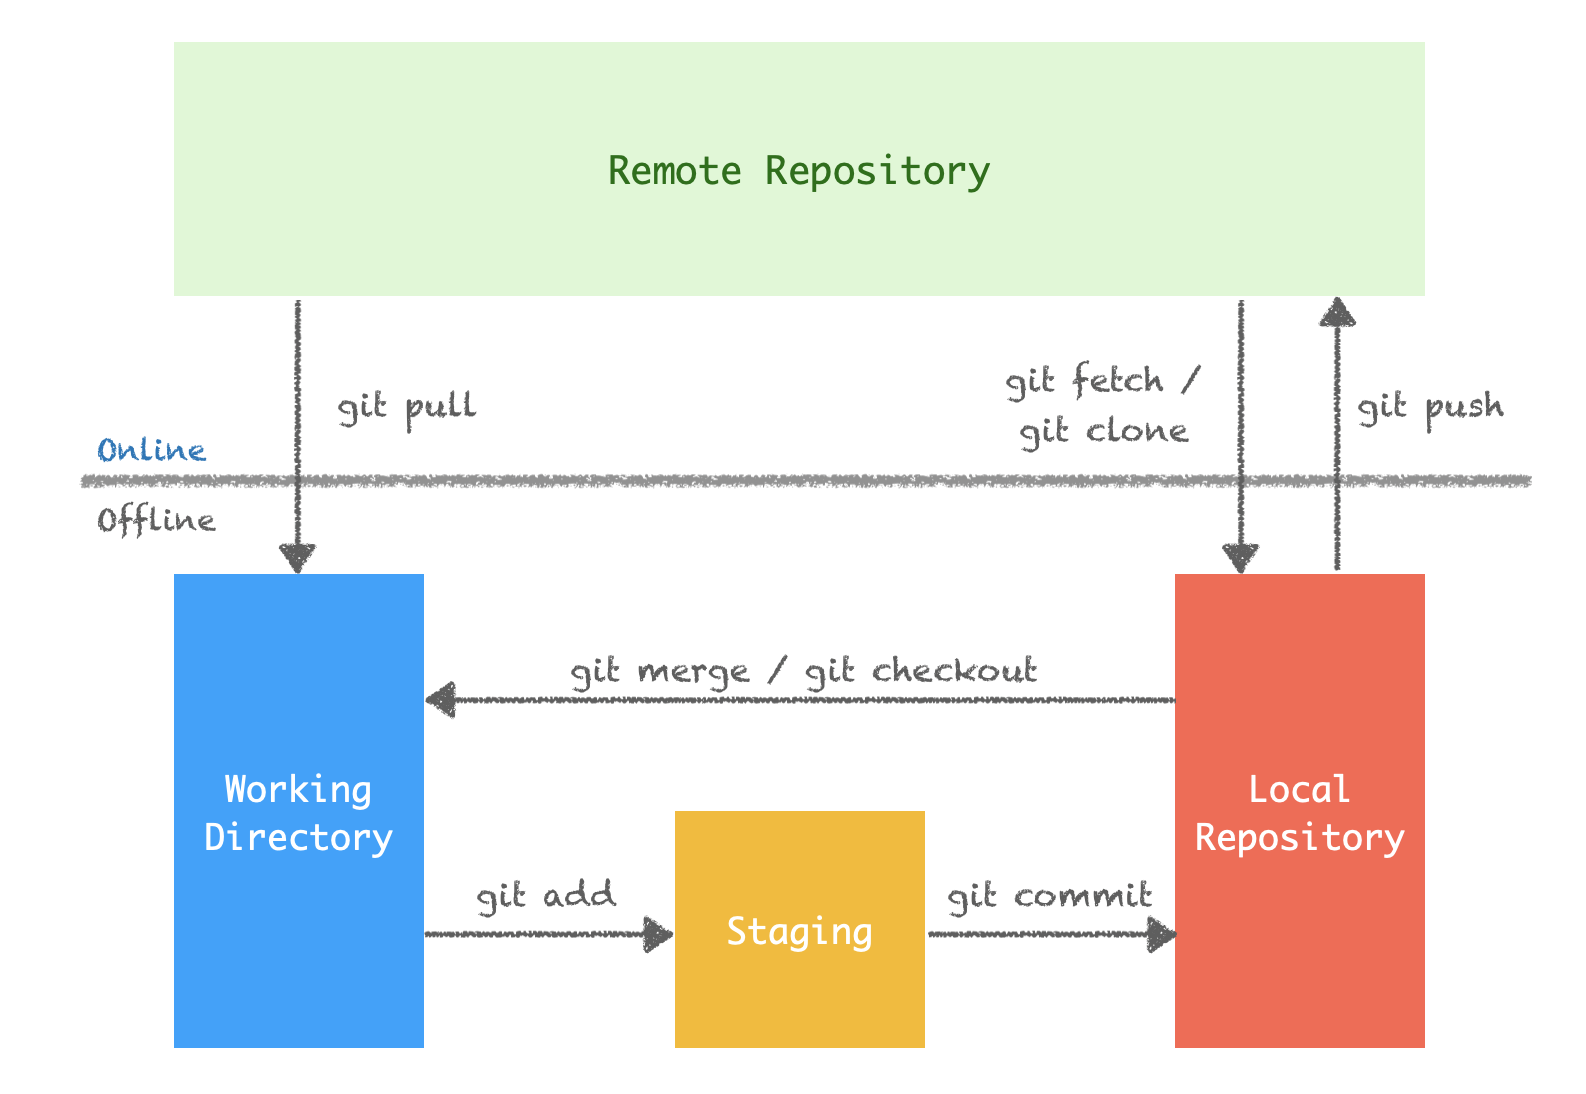 Remote Repository
git pull
git fetch /
git clone
git push
Online
Offline
git merge / git checkout
Working
Directory
Local
Repository
git add
Staging
git commit